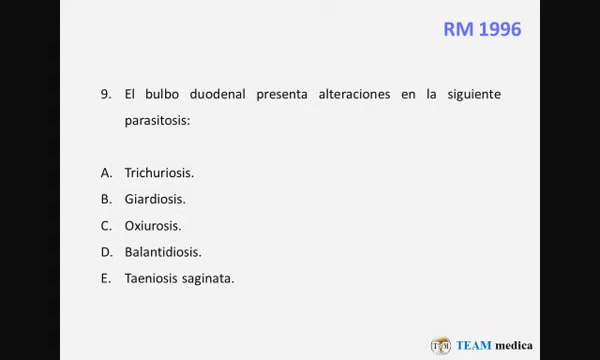 RM 1996
9. El bulbo duodenal presenta alteraciones en la siguiente
parasitosis:
A. Trichuriosis.
B. Giardiosis.
C. Oxiurosis.
D. Balantidiosis.
E. Taeniosis saginata.
TEAM medica